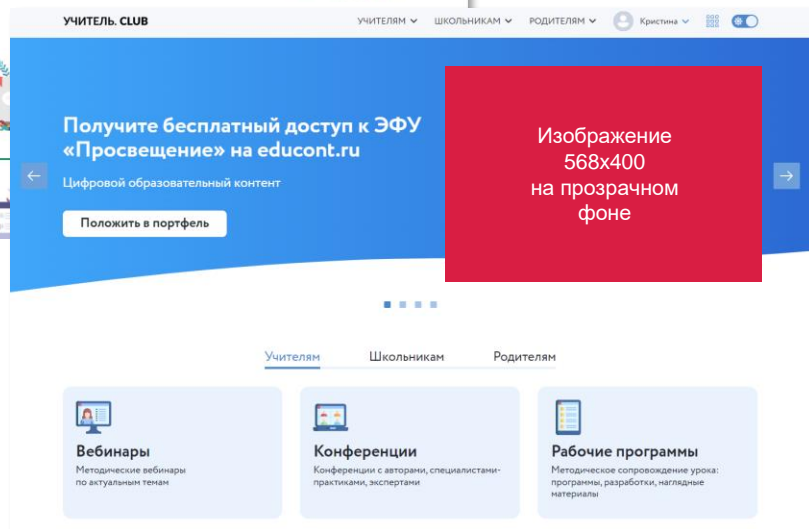 УЧИТЕЛЬ. CLUB
УЧИТЕЛЯМ
ШКОЛЬНИКАМ
РОДИТЕЛЯМ
Кристина
Получите бесплатный доступ к ЭФУ
«Просвещение» на educont.ru
Цифровой образовательный контент
Положить в портфель
Изображение
568х400
на прозрачном
фоне
Учителям
Школьникам
Родителям
Вебинары
Методические вебинары
по актуальным темам
Конференции
Конференции с авторами, специалистами-
практиками, экспертами
Рабочие программы
Методическое сопровождение урока:
программы, разработки, наглядные
материалы